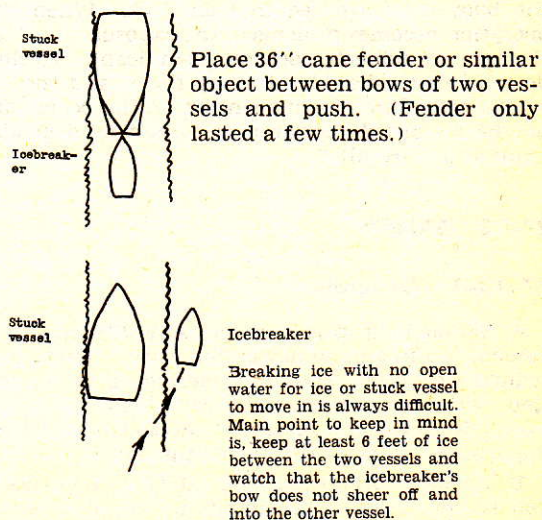 Stuck
vessel
Place 36'' cane fender or similar
object between bows of two ves-
sels and push. (Fender only
lasted a few times.)
Icebreak-
er
Stuck
vessel
Icebreaker
Breaking ice with no open
water for ice or stuck vessel
to move in is always difficult.
Main point to keep in mind
is, keep at least 6 feet of ice
between the two vessels and
watch that the icebreaker's
bow does not sheer off and
into the other vessel.